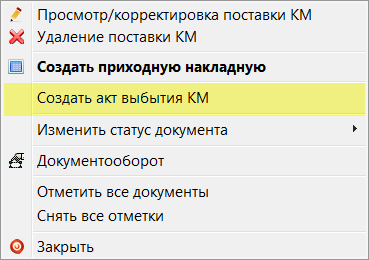 Просмотр/корректировка поставки КМ
Удаление поставки КМ
Создать приходную накладную
Создать акт выбытия КМ
Изменить статус документа
Документооборот
Отметить все документы
Снять все отметки
Закрыть